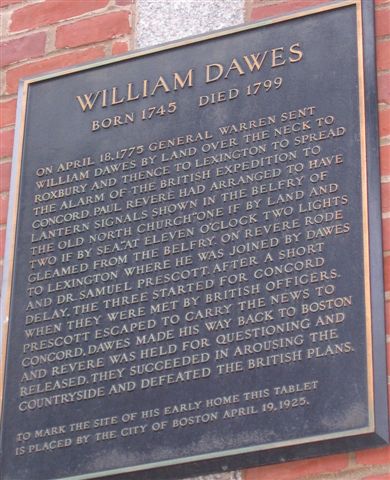 WILLIAM DAWES
BORN 1745 DIED 1799
ON APRIL 18, 1775 GENERAL WARREN SENT
WILLIAM DAWES BY LAND OVER THE NECK TO
ROXBURY AND THENCE TO LEXINGTON TO SPREAD
THE ALARM OF THE BRITISH EXPEDITION TO
CONCORD. PAUL REVERE HAD ARRANGED TO HAVE
LANTERN SIGNALS SHOWN IN THE BELFRY OF
THE OLD NORTH CHURCH "ONE IF BY LAND AND
TWO IF BY SEA." AT ELEVEN O'CLOCK TWO LIGHTS
GLEAMED FROM THE BELFRY. ON REVERE RODE
TO LEXINGTON WHERE HE WAS JOINED BY DAWES
AND DR SAMUEL PRESCOTT. AFTER A SHORT
DELAY, THE THREE STARTED FOR CONCORD
WHEN THEY WERE MET BY BRITISH OFFICERS.
PRESCOTT ESCAPED TO CARRY THE NEWS TO
CONCORD, DAWES MADE HIS WAY BACK TO BOSTON
AND REVERE WAS HELD FOR QUESTIONING AND
RELEASED. THEY SUCCEEDED IN AROUSING THE
COUNTRYSIDE AND DEFEATED THE BRITISH PLANS.
TO MARK THE SITE OF HIS EARLY HOME THIS TABLET
IS PLACED BY THE CITY OF BOSTON APRIL 19, 1925.